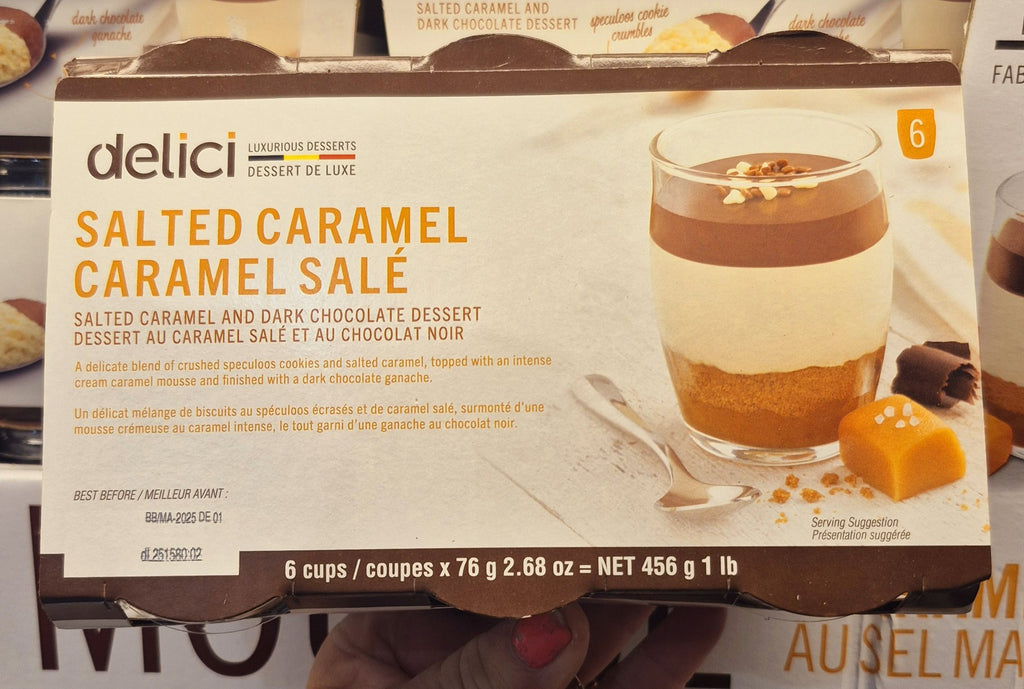 dark chocolate
ganache
SALTED CARAMEL AND
DARK CHOCOLATE DESSERT
speculoos cookie
crumbles
dark chocolate
FAB
delici
LUXURIOUS DESSERTS
DESSERT DE LUXE
6
SALTED CARAMEL
CARAMEL SALÉ
SALTED CARAMEL AND DARK CHOCOLATE DESSERT
DESSERT AU CARAMEL SALÉ ET AU CHOCOLAT NOIR
A delicate blend of crushed speculoos cookies and salted caramel, topped with an intense
cream caramel mousse and finished with a dark chocolate ganache.
Un délicat mélange de biscuits au spéculoos écrasés et de caramel salé, surmonté d'une
mousse crémeuse au caramel intense, le tout garni d'une ganache au chocolat noir.
BEST BEFORE / MEILLEUR AVANT :
BB/MA-2025 DE 01
dl 251580 02
Serving Suggestion
Présentation suggérée
6 cups / coupes x 76 g 2.68 oz = NET 456 g 1 lb
AU SEL MA